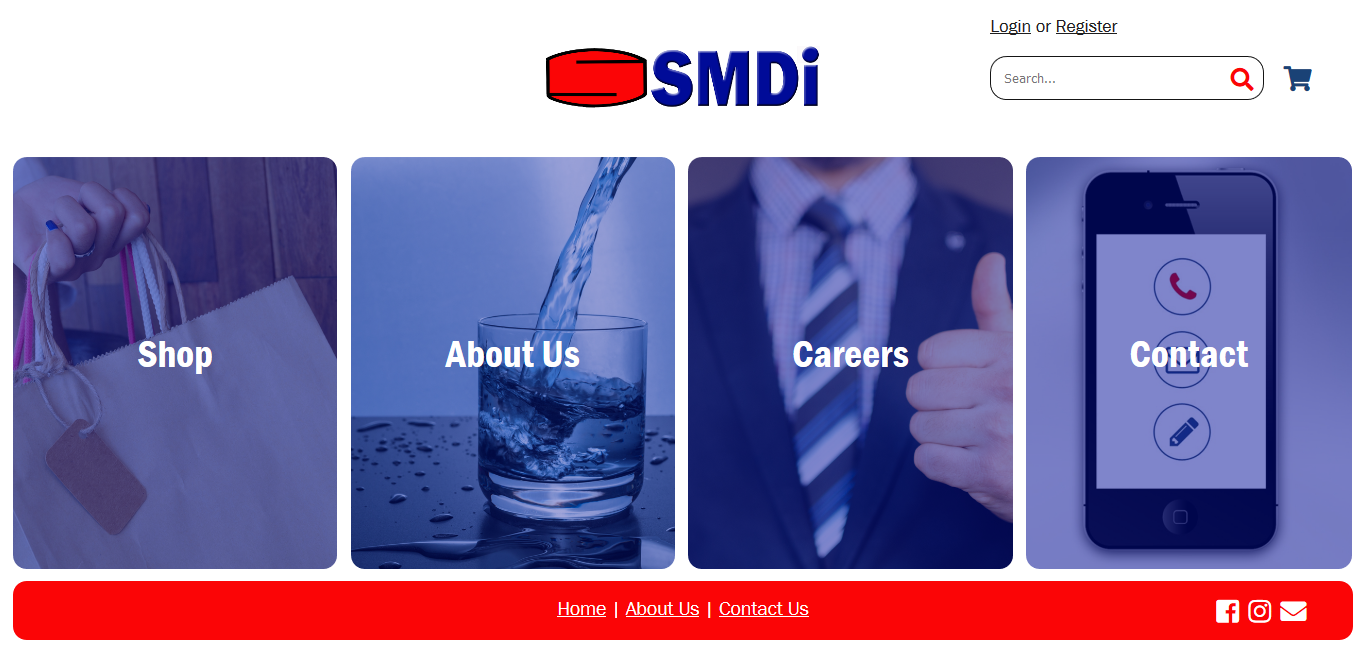 Login or Register
SMDi
Search...
Shop
About Us
Careers
Contact
Home | About Us | Contact Us